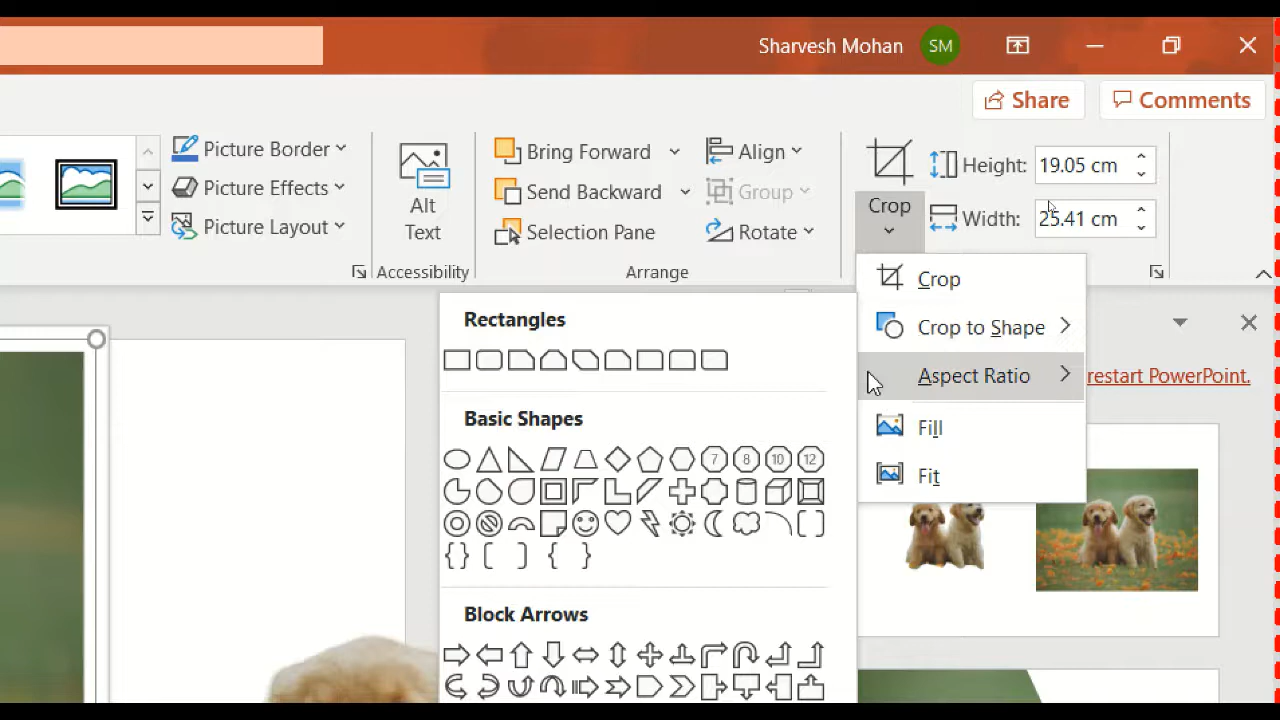 Sharvesh Mohan SM
Share Comments
Picture Border
Picture Effects
Picture Layout
Alt
Text
Accessibility
Bring Forward
Send Backward
Selection Pane
Align
Group
Rotate
Arrange
Crop
Height: 19.05 cm
Width: 25.41 cm
Crop
Crop to Shape
Aspect Ratio
Fill
Fit
restart PowerPoint.
Rectangles
Basic Shapes
7 8 10 12
Block Arrows